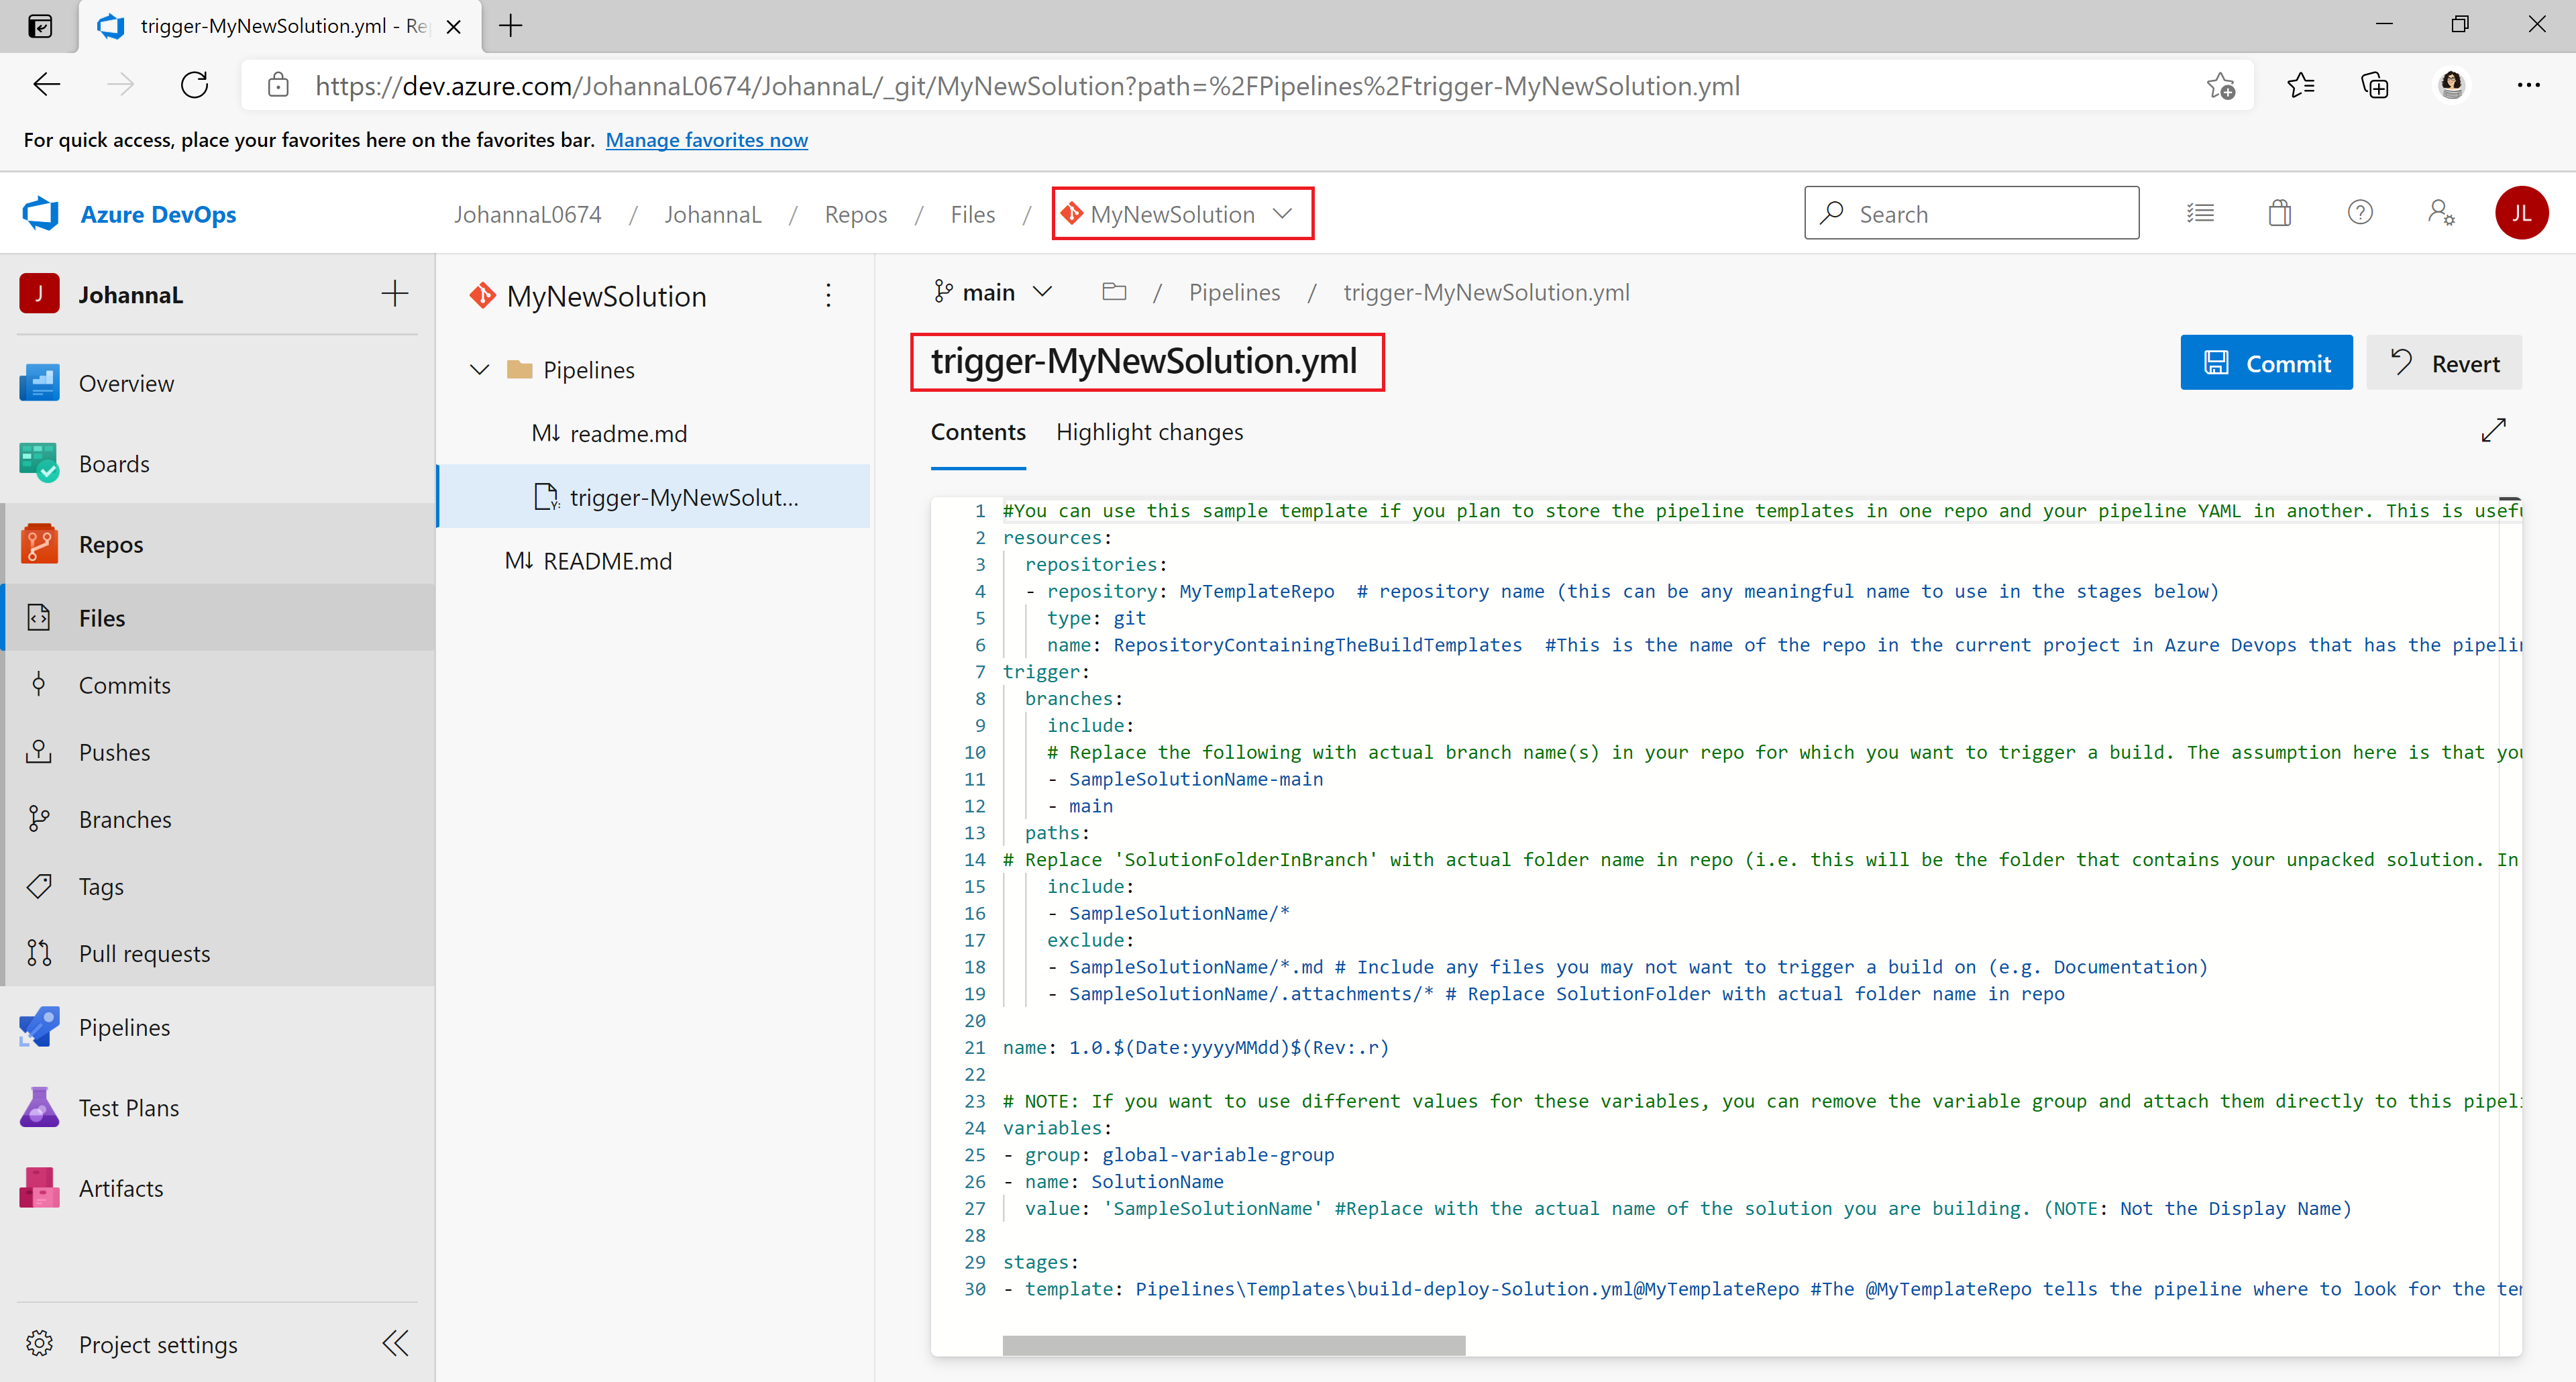 trigger-MyNewSolution.yml - Re
https://dev.azure.com/JohannaL0674/JohannaL/_git/MyNewSolution?path=%2FPipelines%2Ftrigger-MyNewSolution.yml
For quick access, place your favorites here on the favorites bar. Manage favorites now
Azure DevOps
JohannaL0674 / JohannaL / Repos / Files / MyNewSolution
Search
JL
J JohannaL
Overview
Boards
Repos
Files
Commits
Pushes
Branches
Tags
Pull requests
Pipelines
Test Plans
Artifacts
Project settings
MyNewSolution
Pipelines
M↓ readme.md
trigger-MyNewSolut...
M↓ README.md
main / Pipelines / trigger-MyNewSolution.yml
trigger-MyNewSolution.yml
Commit
Revert
Contents Highlight changes
1 #You can use this sample template if you plan to store the pipeline templates in one repo and your pipeline YAML in another. This is usefu
2 resources:
3 repositories:
4 - repository: MyTemplateRepo # repository name (this can be any meaningful name to use in the stages below)
5 type: git
6 name: RepositoryContainingTheBuildTemplates #This is the name of the repo in the current project in Azure Devops that has the pipelin
7 trigger:
8 branches:
9 include:
10 # Replace the following with actual branch name(s) in your repo for which you want to trigger a build. The assumption here is that you
11 - SampleSolutionName-main
12 - main
13 paths:
14 # Replace 'SolutionFolderInBranch' with actual folder name in repo (i.e. this will be the folder that contains your unpacked solution. In
15 include:
16 - SampleSolutionName/*
17 exclude:
18 - SampleSolutionName/*.md # Include any files you may not want to trigger a build on (e.g. Documentation)
19 - SampleSolutionName/.attachments/* # Replace SolutionFolder with actual folder name in repo
20
21 name: 1.0.$(Date:yyyyMMdd)$(Rev:.r)
22
23 # NOTE: If you want to use different values for these variables, you can remove the variable group and attach them directly to this pipeli
24 variables:
25 - group: global-variable-group
26 - name: SolutionName
27 value: 'SampleSolutionName' #Replace with the actual name of the solution you are building. (NOTE: Not the Display Name)
28
29 stages:
30 - template: Pipelines\Templates\build-deploy-Solution.yml@MyTemplateRepo #The @MyTemplateRepo tells the pipeline where to look for the te